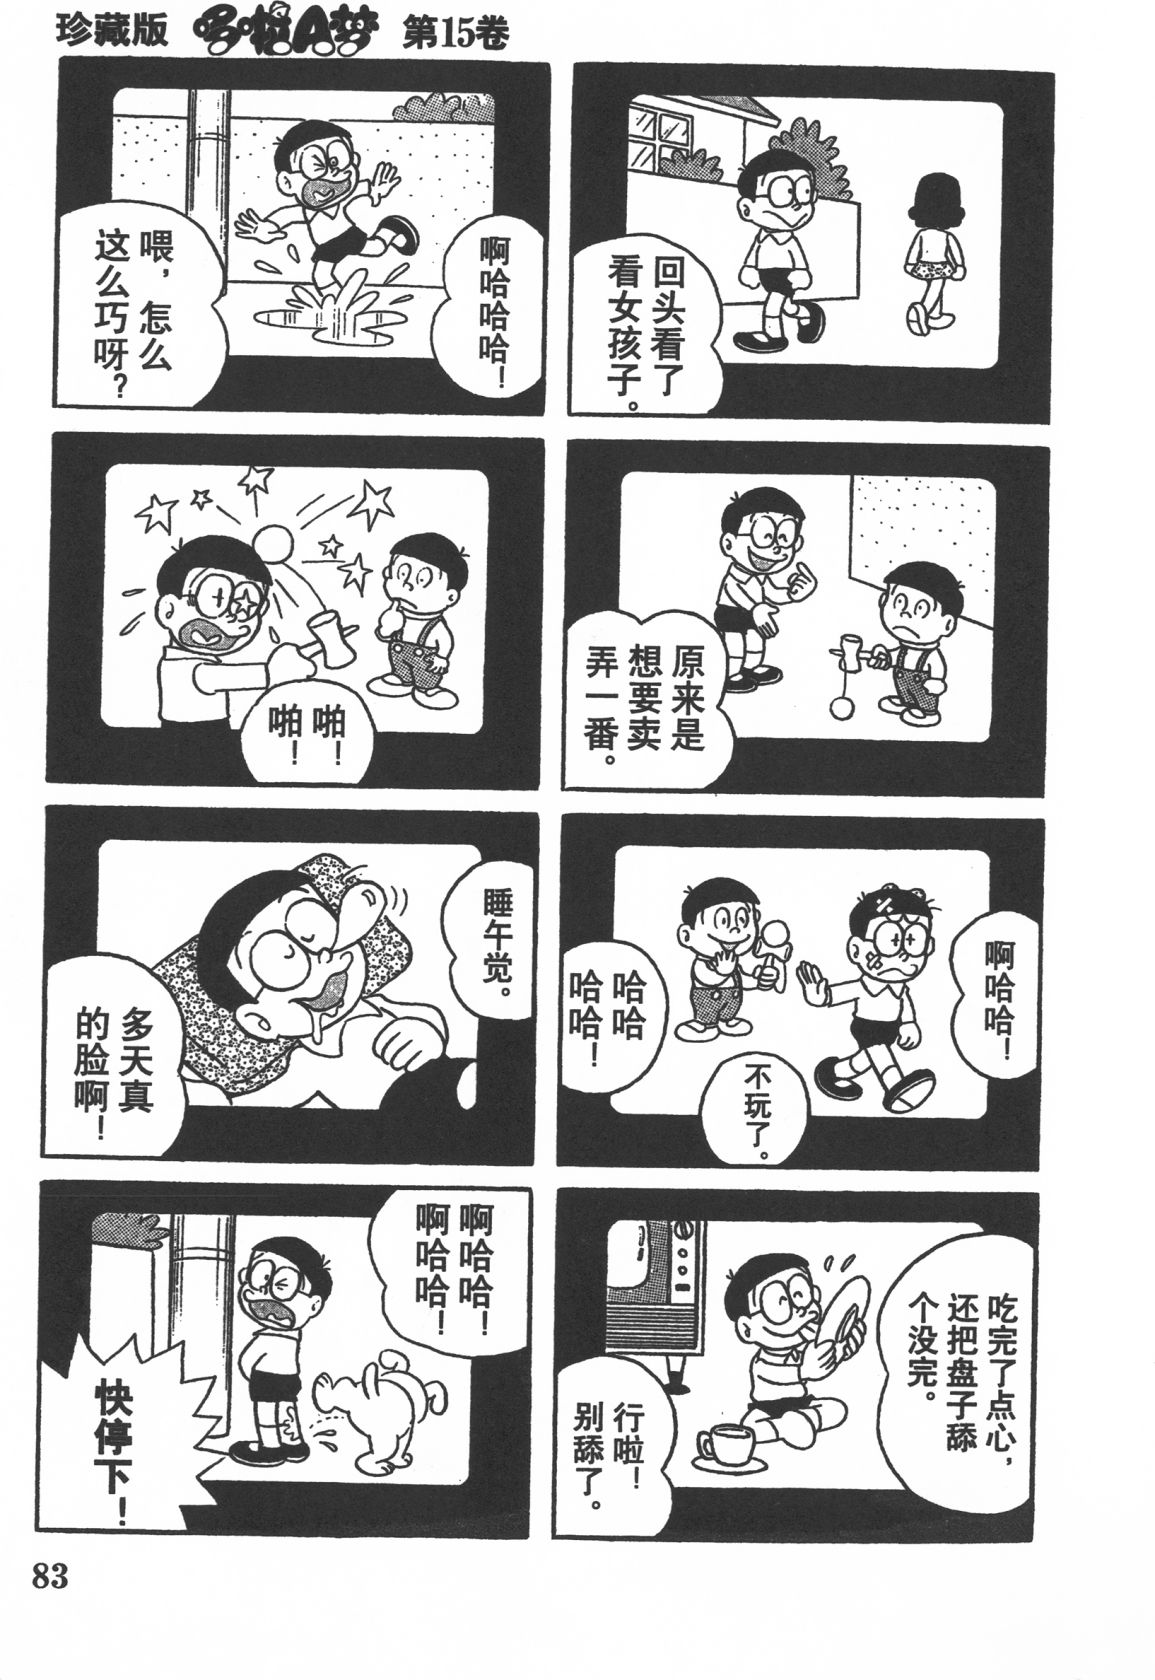 珍藏版 哆啦A梦 第15卷
回头看了
看女孩子。
啊哈哈哈！
喂，怎么
这么巧呀？
原来是
想要卖
弄一番。
啪！
啪！
啊哈哈！
不玩了。
哈哈
哈哈！
睡午觉。
多天真
的脸啊！
吃完了点心，
还把盘子舔
个没完。
行啦！
别舔了。
啊哈哈！
啊哈哈！
快停下！
83